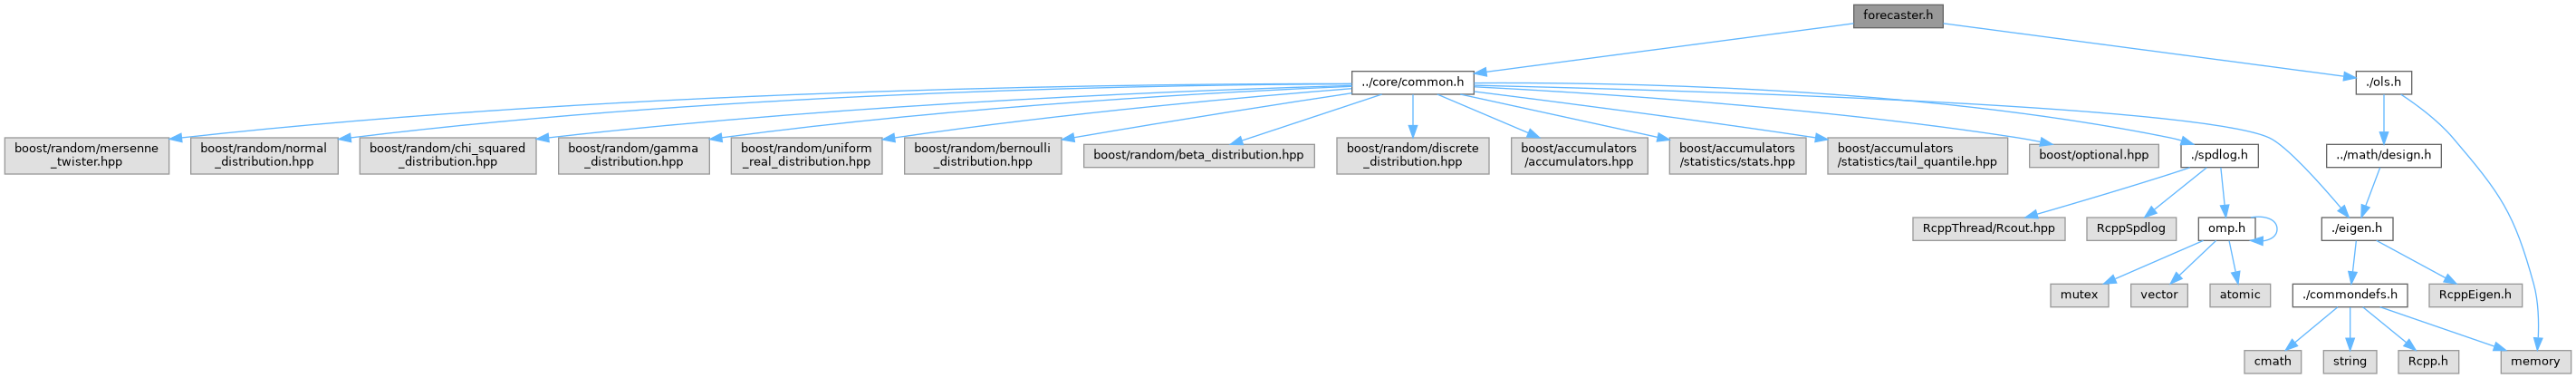 forecaster.h
../core/common.h
./ols.h
boost/random/mersenne
_twister.hpp
boost/random/normal
_distribution.hpp
boost/random/chi_squared
_distribution.hpp
boost/random/gamma
_distribution.hpp
boost/random/uniform
_real_distribution.hpp
boost/random/bernoulli
_distribution.hpp
boost/random/beta_distribution.hpp
boost/random/discrete
_distribution.hpp
boost/accumulators
/accumulators.hpp
boost/accumulators
/statistics/stats.hpp
boost/accumulators
/statistics/tail_quantile.hpp
boost/optional.hpp
./spdlog.h
../math/design.h
RcppThread/Rcout.hpp
RcppSpdlog
omp.h
./eigen.h
mutex
vector
atomic
./commondefs.h
RcppEigen.h
cmath
string
Rcpp.h
memory